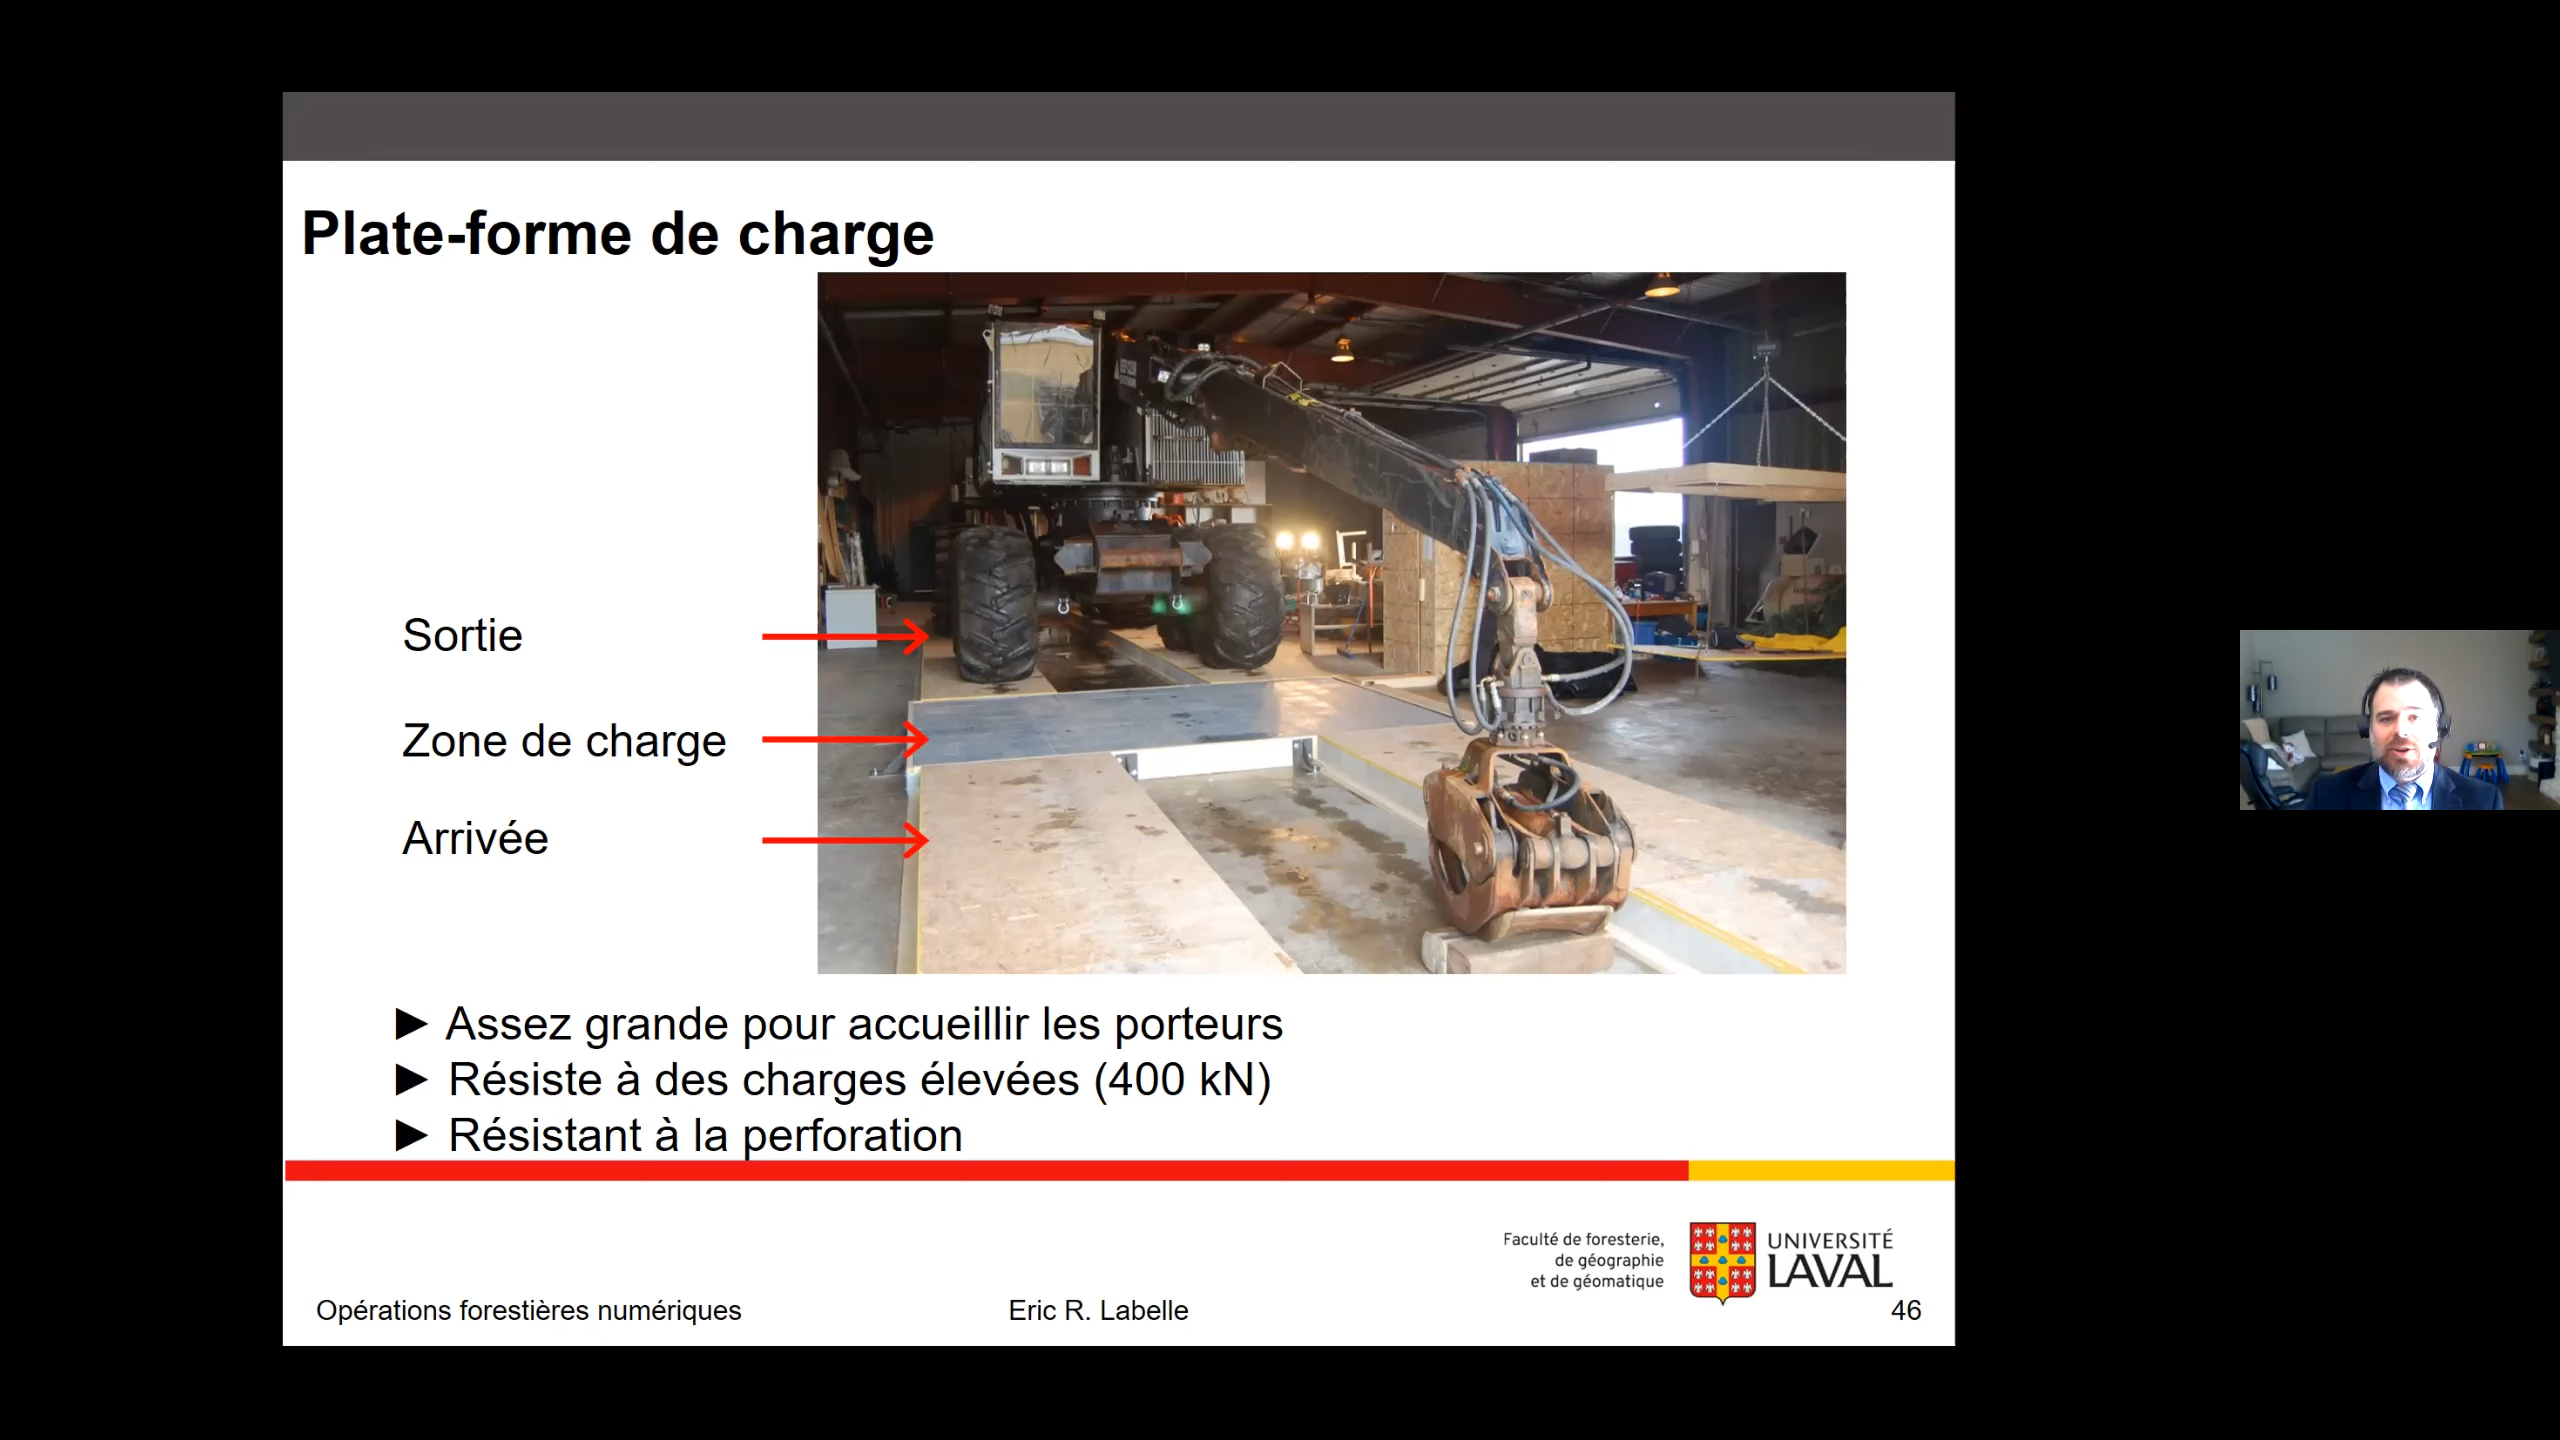 Plate-forme de charge
Sortie
Zone de charge
Arrivée
► Assez grande pour accueillir les porteurs
► Résiste à des charges élevées (400 kN)
► Résistant à la perforation
Faculté de foresterie,
de géographie
et de géomatique
UNIVERSITÉ
LAVAL
Opérations forestières numériques
Eric R. Labelle
46